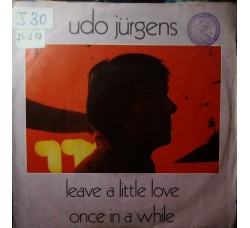 udo jürgens
J30
leave a little love
once in a while